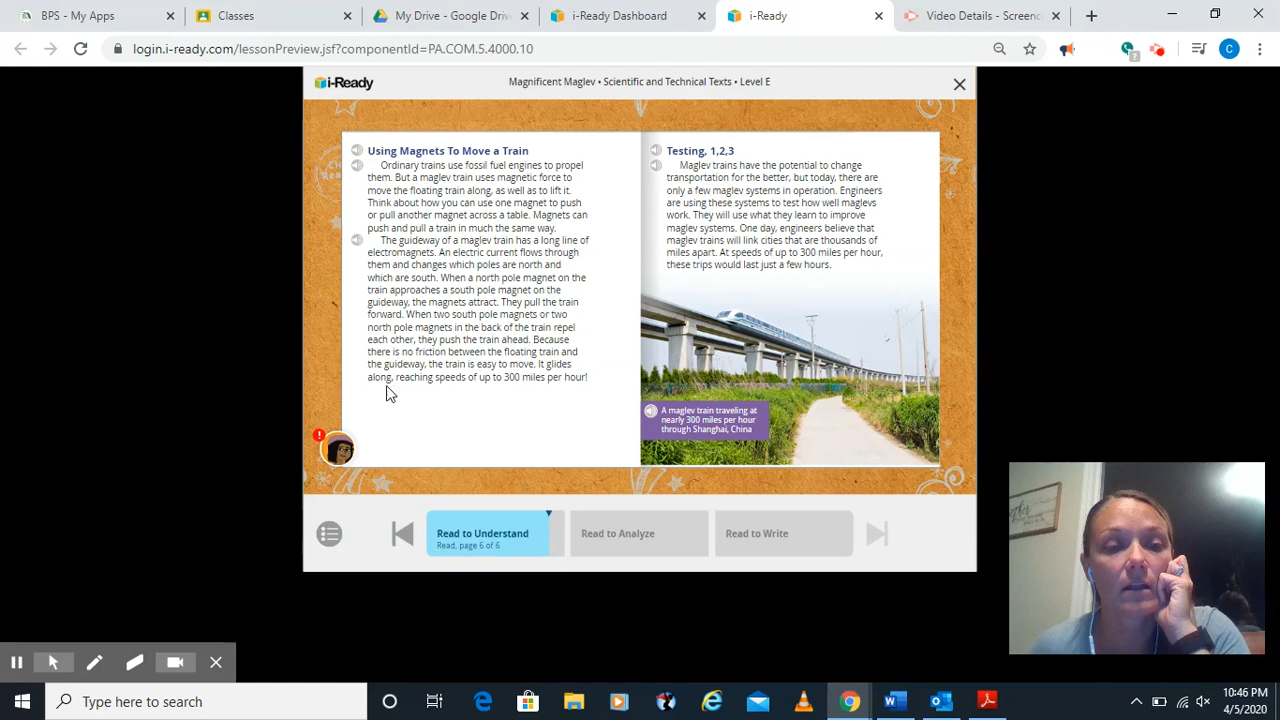 BPS - My Apps
Classes
My Drive - Google Driv
i-Ready Dashboard
i-Ready
Video Details - Screenc
login.i-ready.com/lessonPreview.jsf?componentId=PA.COM.5.4000.10
C
i-Ready
Magnificent Maglev • Scientific and Technical Texts • Level E
Using Magnets To Move a Train
Ordinary trains use fossil fuel engines to propel
them. But a maglev train uses magnetic force to
move the floating train along, as well as to lift it.
Think about how you can use one magnet to push
or pull another magnet across a table. Magnets can
push and pull a train in much the same way.
The guideway of a maglev train has a long line of
electromagnets. An electric current flows through
them and changes which poles are north and
which are south. When a north pole magnet on the
train approaches a south pole magnet on the
guideway, the magnets attract. They pull the train
forward. When two south pole magnets or two
north pole magnets in the back of the train repel
each other, they push the train ahead. Because
there is no friction between the floating train and
the guideway, the train is easy to move. It glides
along, reaching speeds of up to 300 miles per hour!
Testing, 1,2,3
Maglev trains have the potential to change
transportation for the better, but today, there are
only a few maglev systems in operation. Engineers
are using these systems to test how well maglevs
work. They will use what they learn to improve
maglev systems. One day, engineers believe that
maglev trains will link cities that are thousands of
miles apart. At speeds of up to 300 miles per hour,
these trips would last just a few hours.
A maglev train traveling at
nearly 300 miles per hour
through Shanghai, China
!
Read to Understand
Read, page 6 of 6
Read to Analyze
Read to Write
Type here to search
10:46 PM
4/5/2020